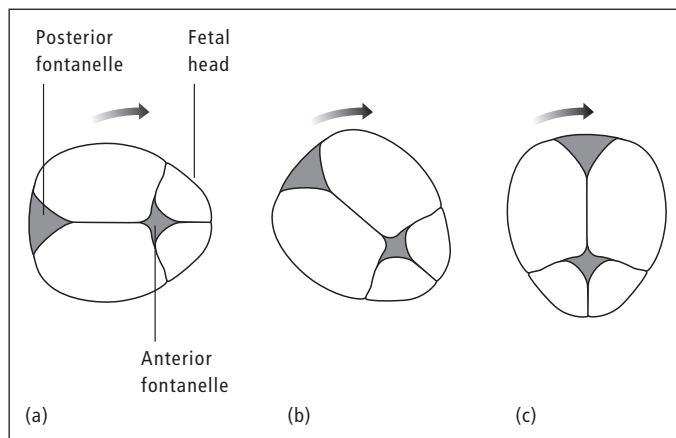 Posterior
fontanelle
Fetal
head
Anterior
fontanelle
(a)
(b)
(c)